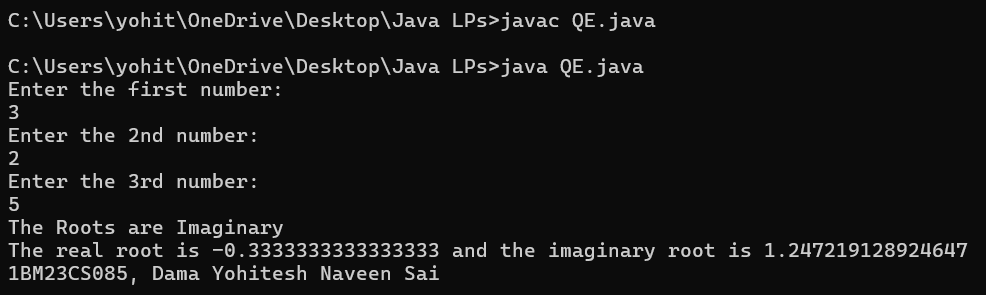 C:\Users\yohit\OneDrive\Desktop\Java LPs>javac QE.java
C:\Users\yohit\OneDrive\Desktop\Java LPs>java QE.java
Enter the first number:
3
Enter the 2nd number:
2
Enter the 3rd number:
5
The Roots are Imaginary
The real root is -0.3333333333333333 and the imaginary root is 1.247219128924647
1BM23CS085, Dama Yohitesh Naveen Sai